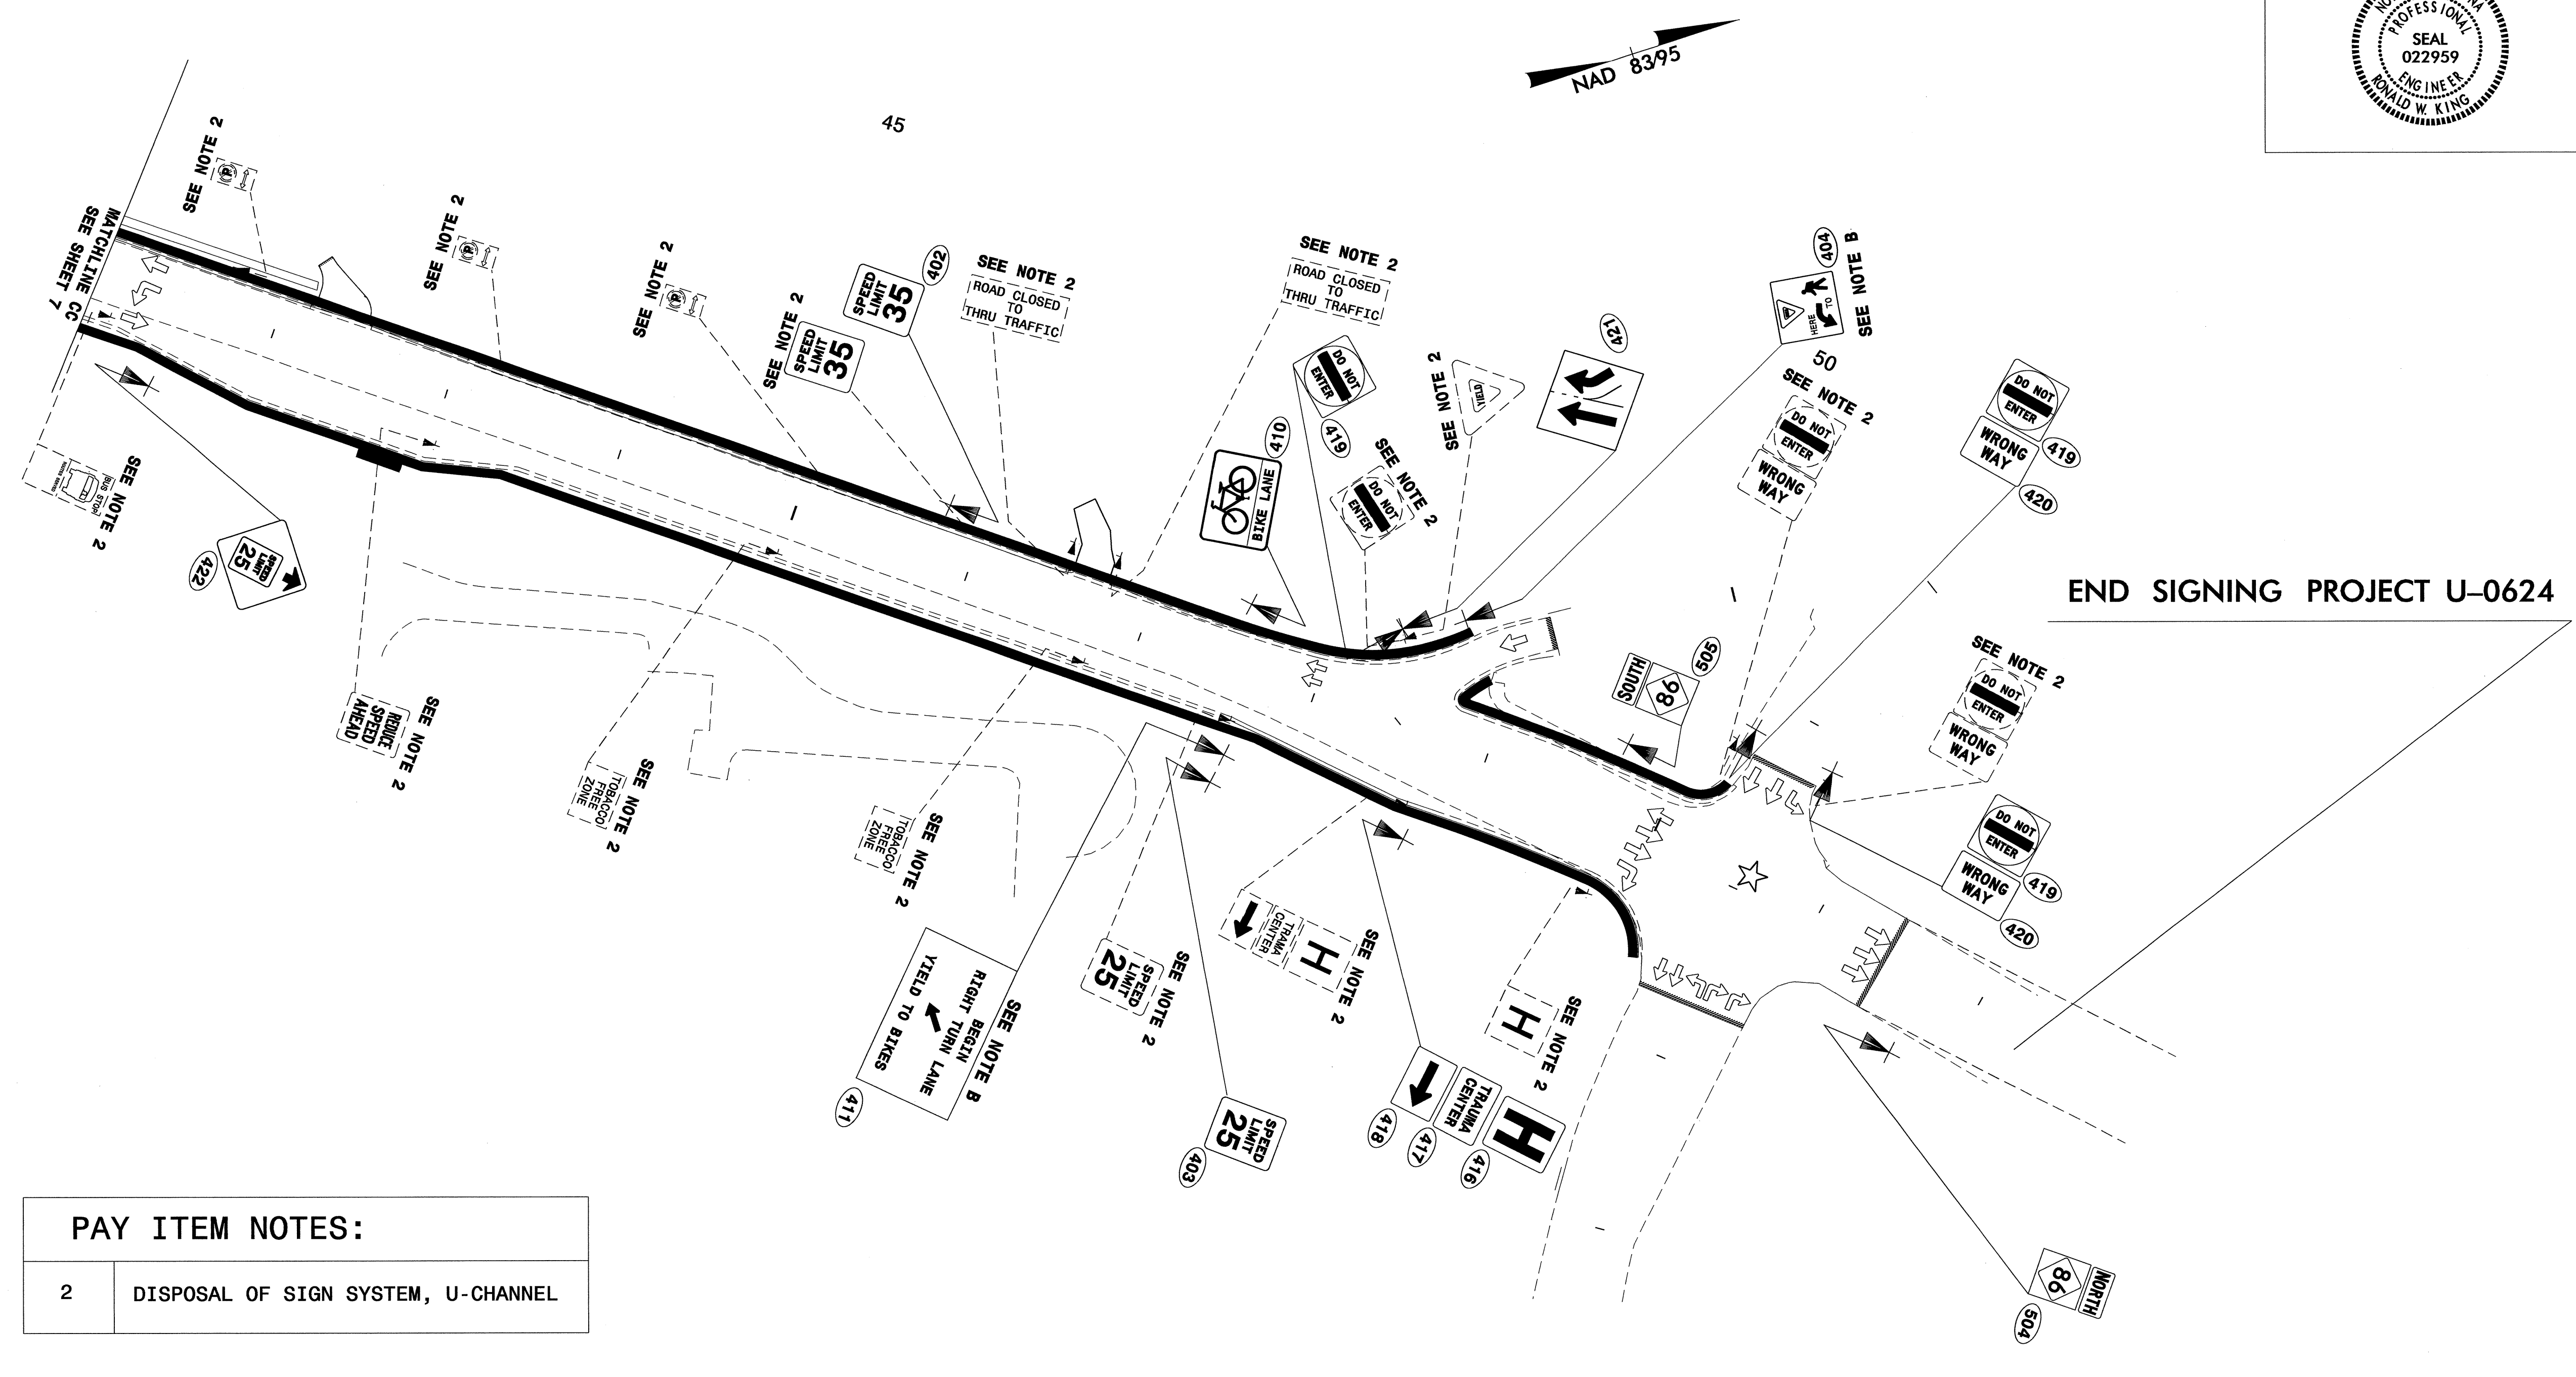 PROFESSIONAL
SEAL
022959
ENGINEER
RONALD W. KING
NAD 83/95
45
SEE NOTE 2
P
SEE NOTE 2
P
SEE NOTE 2
P
MATCHLINE CC
SEE SHEET 7
SEE NOTE 2
SPEED
LIMIT
35
SPEED
LIMIT
35
402
SEE NOTE 2
ROAD CLOSED
TO
THRU TRAFFIC
SEE NOTE 2
ROAD CLOSED
TO
THRU TRAFFIC
410
BIKE LANE
DO NOT
ENTER
419
SEE NOTE 2
DO NOT
ENTER
SEE NOTE 2
YIELD
421
404
HERE
TO
SEE NOTE B
50
SEE NOTE 2
DO NOT
ENTER
WRONG
WAY
DO NOT
ENTER
WRONG
WAY
419
420
END SIGNING PROJECT U-0624
SEE NOTE 2
DO NOT
ENTER
WRONG
WAY
DO NOT
ENTER
WRONG
WAY
419
420
505
SOUTH
86
BUS STOP
SEE NOTE 2
SPEED
LIMIT
25
422
REDUCE
SPEED
AHEAD
SEE NOTE 2
TOBACCO
FREE
ZONE
SEE NOTE 2
TOBACCO
FREE
ZONE
SEE NOTE 2
BEGIN
RIGHT TURN LANE
YIELD TO BIKES
SEE NOTE B
411
SPEED
LIMIT
25
SEE NOTE 2
SPEED
LIMIT
25
403
H
TRAMA
CENTER
SEE NOTE 2
H
SEE NOTE 2
H
TRAUMA
CENTER
416
417
418
NORTH
86
504
PAY ITEM NOTES:
2 DISPOSAL OF SIGN SYSTEM, U-CHANNEL